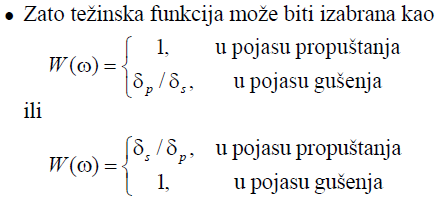 • Zato težinska funkcija može biti izabrana kao
W(ω) = { 1, u pojasu propuštanja
δp / δs, u pojasu gušenja
ili
W(ω) = { δs / δp, u pojasu propuštanja
1, u pojasu gušenja